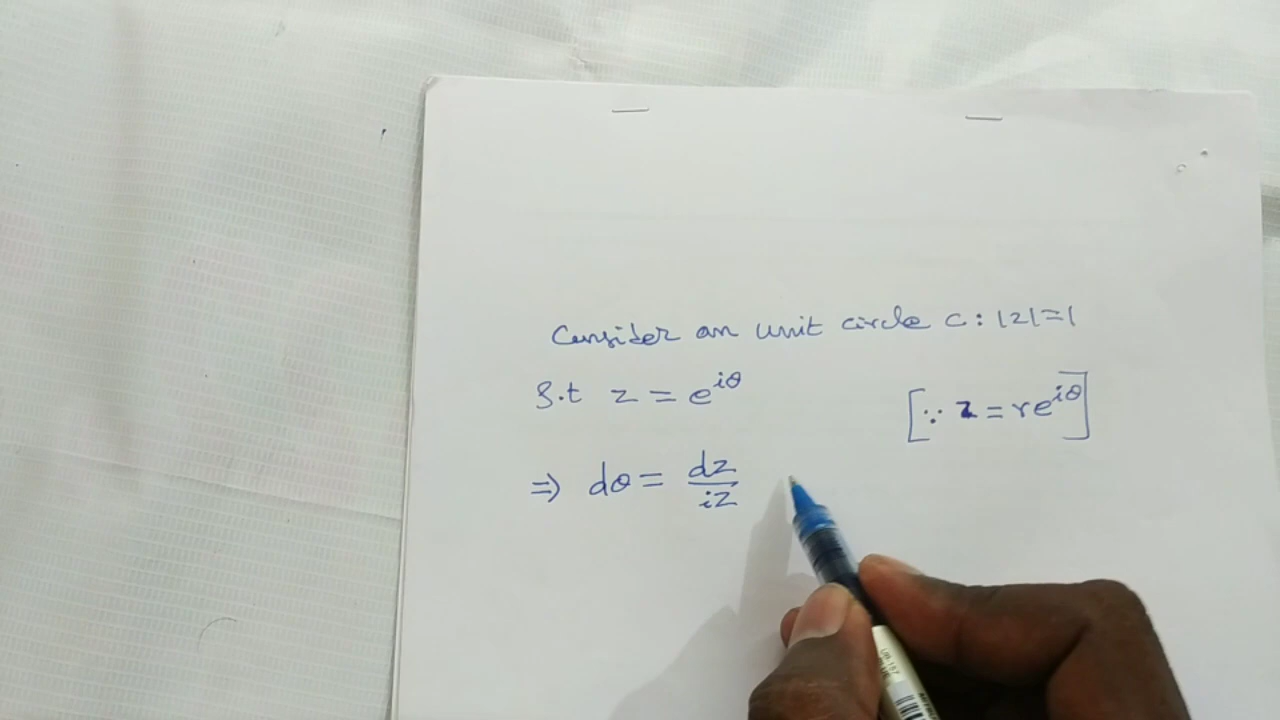 Consider an unit circle C: |z|=1
S.t z = e^{iθ}
[∵ z = re^{iθ}]
⇒ dθ = dz/iz